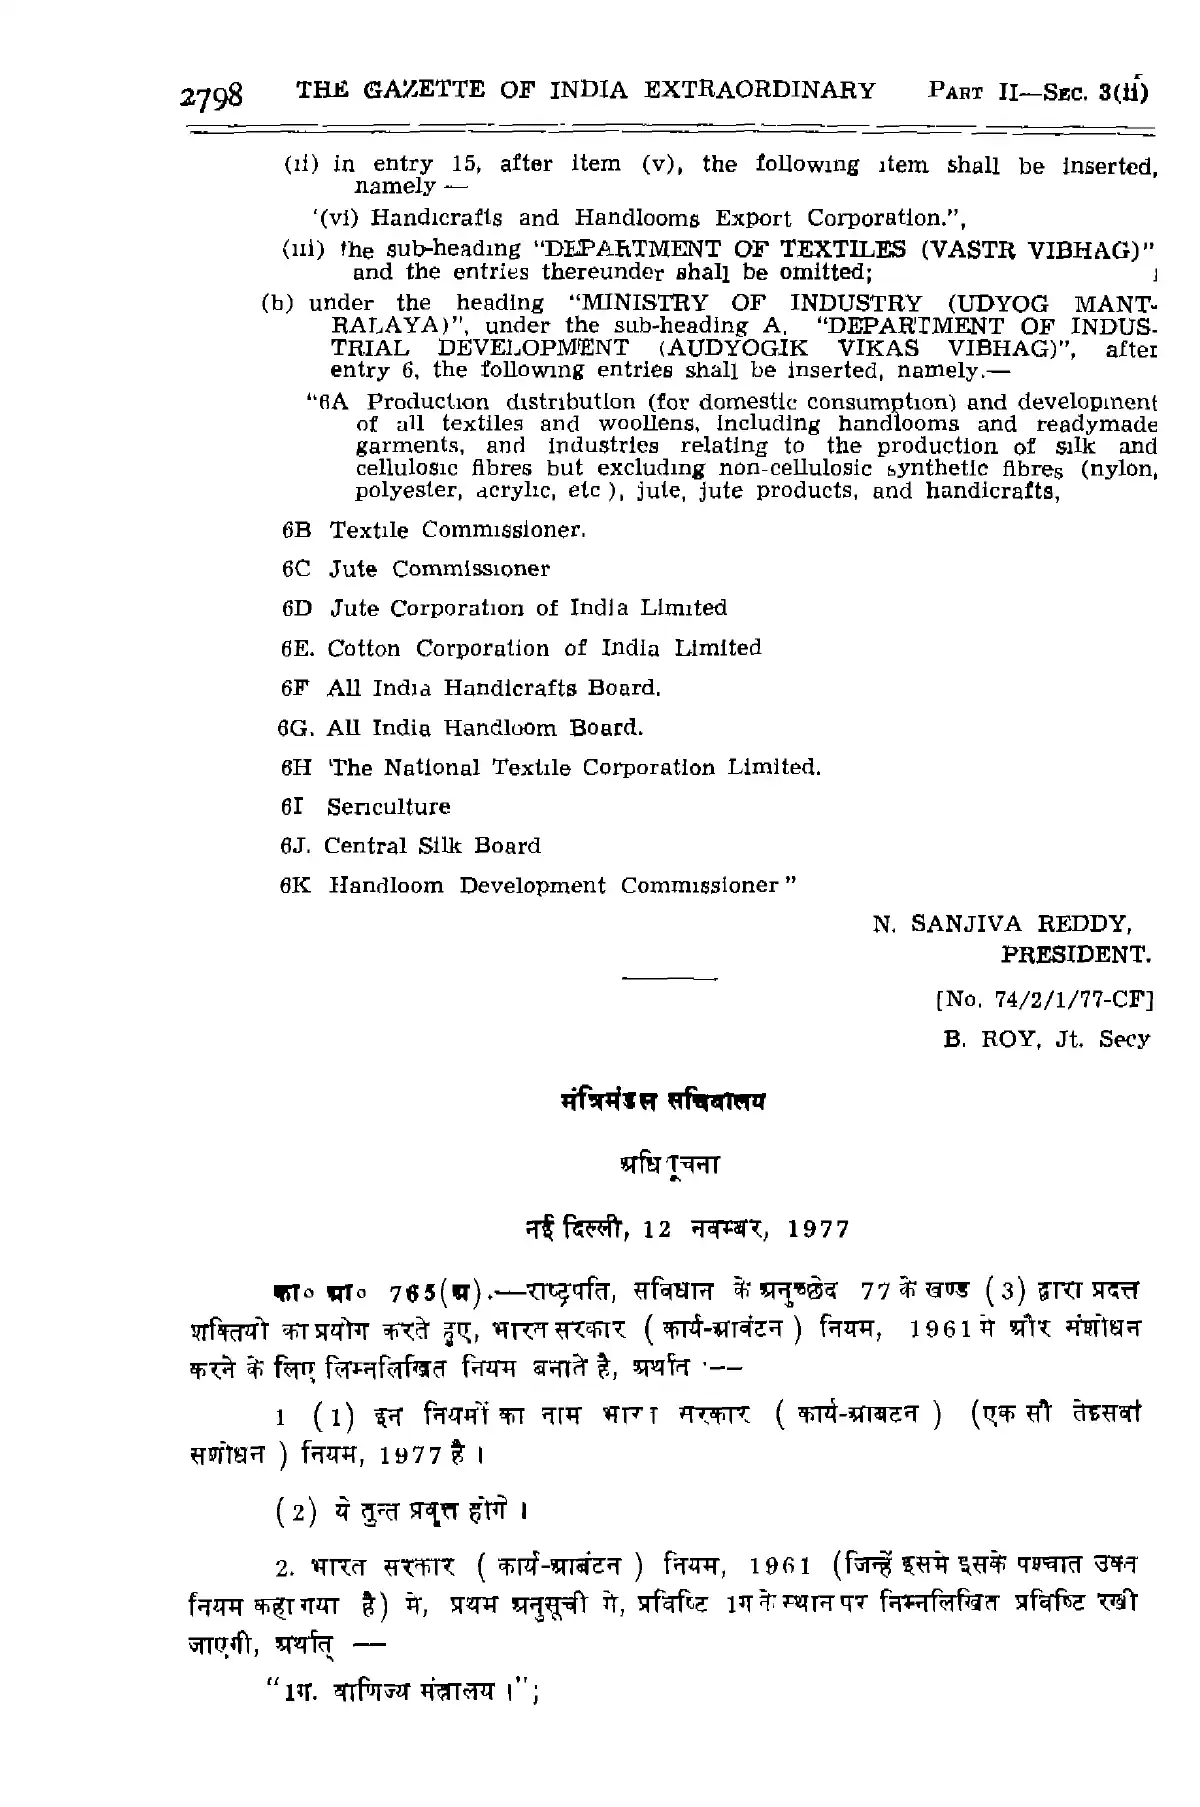 2798 THE GAZETTE OF INDIA EXTRAORDINARY PART II—SEC. 3(ii)
(ii) in entry 15, after item (v), the following item shall be inserted,
namely —
'(vi) Handicrafts and Handlooms Export Corporation.",
(iii) the sub-heading "DEPARTMENT OF TEXTILES (VASTR VIBHAG)"
and the entries thereunder shall be omitted;
(b) under the heading "MINISTRY OF INDUSTRY (UDYOG MANT-
RALAYA)", under the sub-heading A, "DEPARTMENT OF INDUS-
TRIAL DEVELOPMENT (AUDYOGIK VIKAS VIBHAG)", after
entry 6, the following entries shall be inserted, namely.—
"6A Production distribution (for domestic consumption) and development
of all textiles and woollens, including handlooms and readymade
garments, and industries relating to the production of silk and
cellulosic fibres but excluding non-cellulosic synthetic fibres (nylon,
polyester, acrylic, etc ), jute, jute products, and handicrafts,
6B Textile Commissioner.
6C Jute Commissioner
6D Jute Corporation of India Limited
6E. Cotton Corporation of India Limited
6F All India Handicrafts Board.
6G. All India Handloom Board.
6H The National Textile Corporation Limited.
6I Sericulture
6J. Central Silk Board
6K Handloom Development Commissioner"
N. SANJIVA REDDY,
PRESIDENT.
[No. 74/2/1/77-CF]
B. ROY, Jt. Secy
मंत्रिमंडल सचिवालय
अधिसूचना
नई दिल्ली, 12 नवम्बर, 1977
का० आ० 765(अ).—राष्ट्रपति, सविधान के अनुच्छेद 77 के खण्ड (3) द्वारा प्रदत्त
शक्तियो का प्रयोग करते हुए, भारत सरकार (कार्य-आवंटन) नियम, 1961 मे और संशोधन
करने के लिए निम्नलिखित नियम बनाते है, अर्थात :—
1 (1) इन नियमों का नाम भारत सरकार (कार्य-आबटन) (एक सौ तेइसवां
सशोधन) नियम, 1977 है ।
(2) ये तुरन्त प्रवृत्त होगे ।
2. भारत सरकार (कार्य-आबंटन) नियम, 1961 (जिन्हें इसमे इसके पश्चात उक्त
नियम कहा गया है) मे, प्रथम अनुसूची मे, प्रविष्टि 1ग के स्थान पर निम्नलिखित प्रविष्टि रखी
जाएगी, अर्थात् —
"1ग. वाणिज्य मंत्रालय ।";